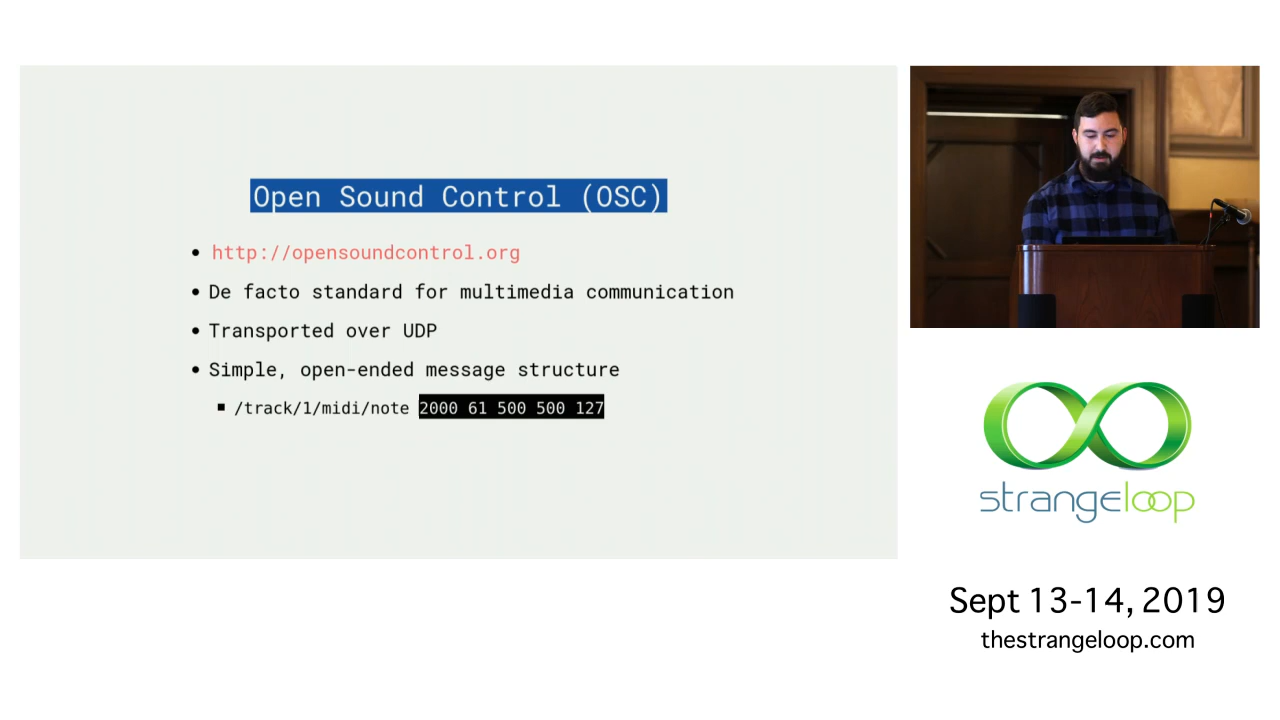 Open Sound Control (OSC)
http://opensoundcontrol.org
De facto standard for multimedia communication
Transported over UDP
Simple, open-ended message structure
/track/1/midi/note 2000 61 500 500 127
strangeloop
Sept 13-14, 2019
thestrangeloop.com